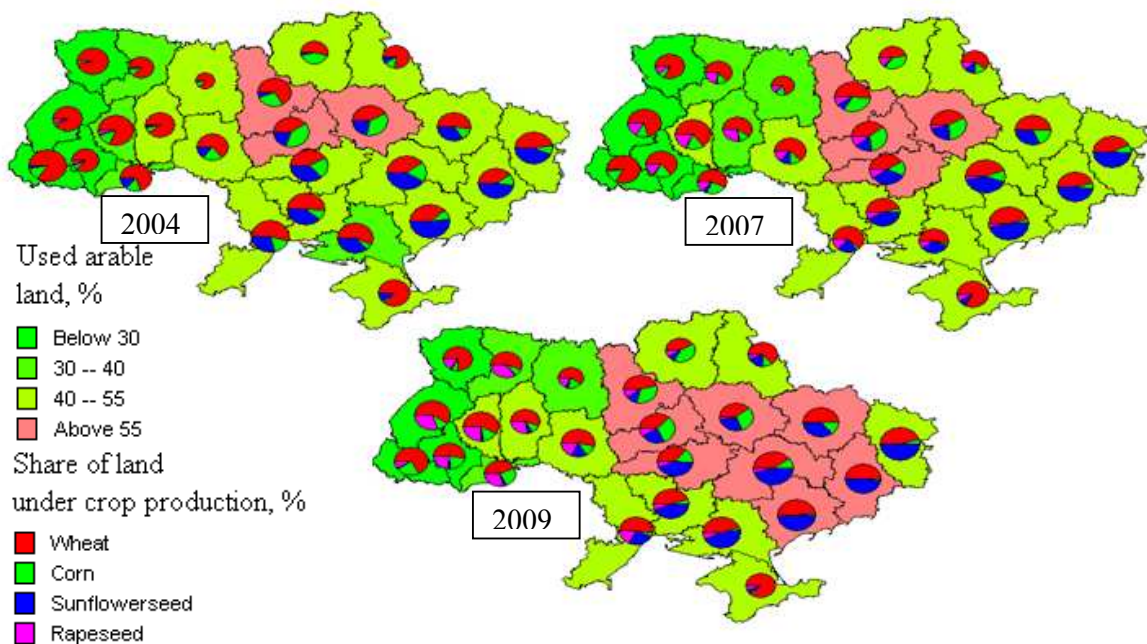 2004
2007
Used arable
land, %
Below 30
30 -- 40
40 -- 55
Above 55
Share of land
under crop production, %
Wheat
Corn
Sunflowerseed
Rapeseed
2009